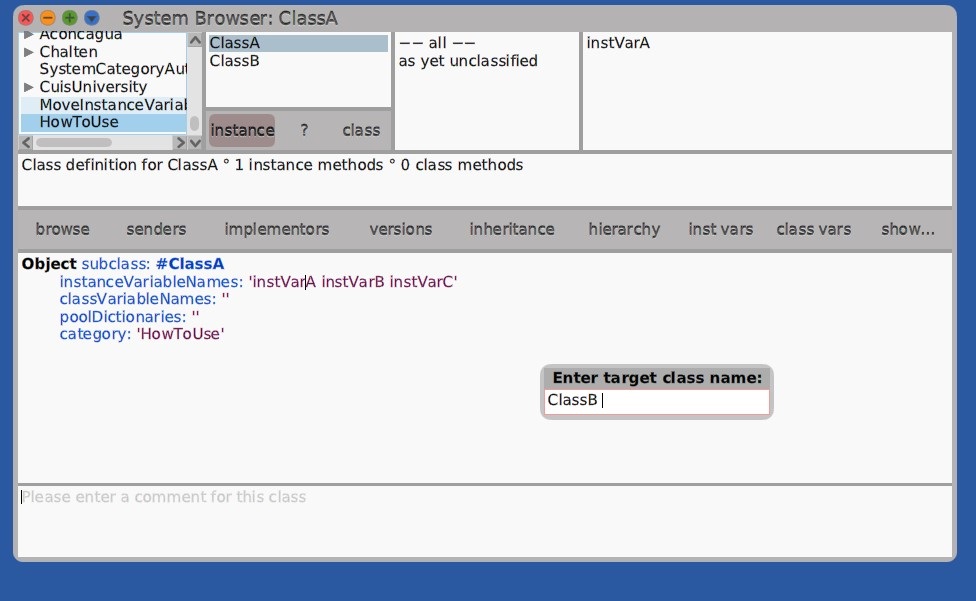 System Browser: ClassA
Aconcagua
Chalten
SystemCategoryAut
CuisUniversity
MoveInstanceVariab
HowToUse
ClassA
ClassB
instance ? class
−− all −−
as yet unclassified
instVarA
Class definition for ClassA ° 1 instance methods ° 0 class methods
browse senders implementors versions inheritance hierarchy inst vars class vars show...
Object subclass: #ClassA
instanceVariableNames: 'instVarA instVarB instVarC'
classVariableNames: ''
poolDictionaries: ''
category: 'HowToUse'
Enter target class name:
ClassB
Please enter a comment for this class